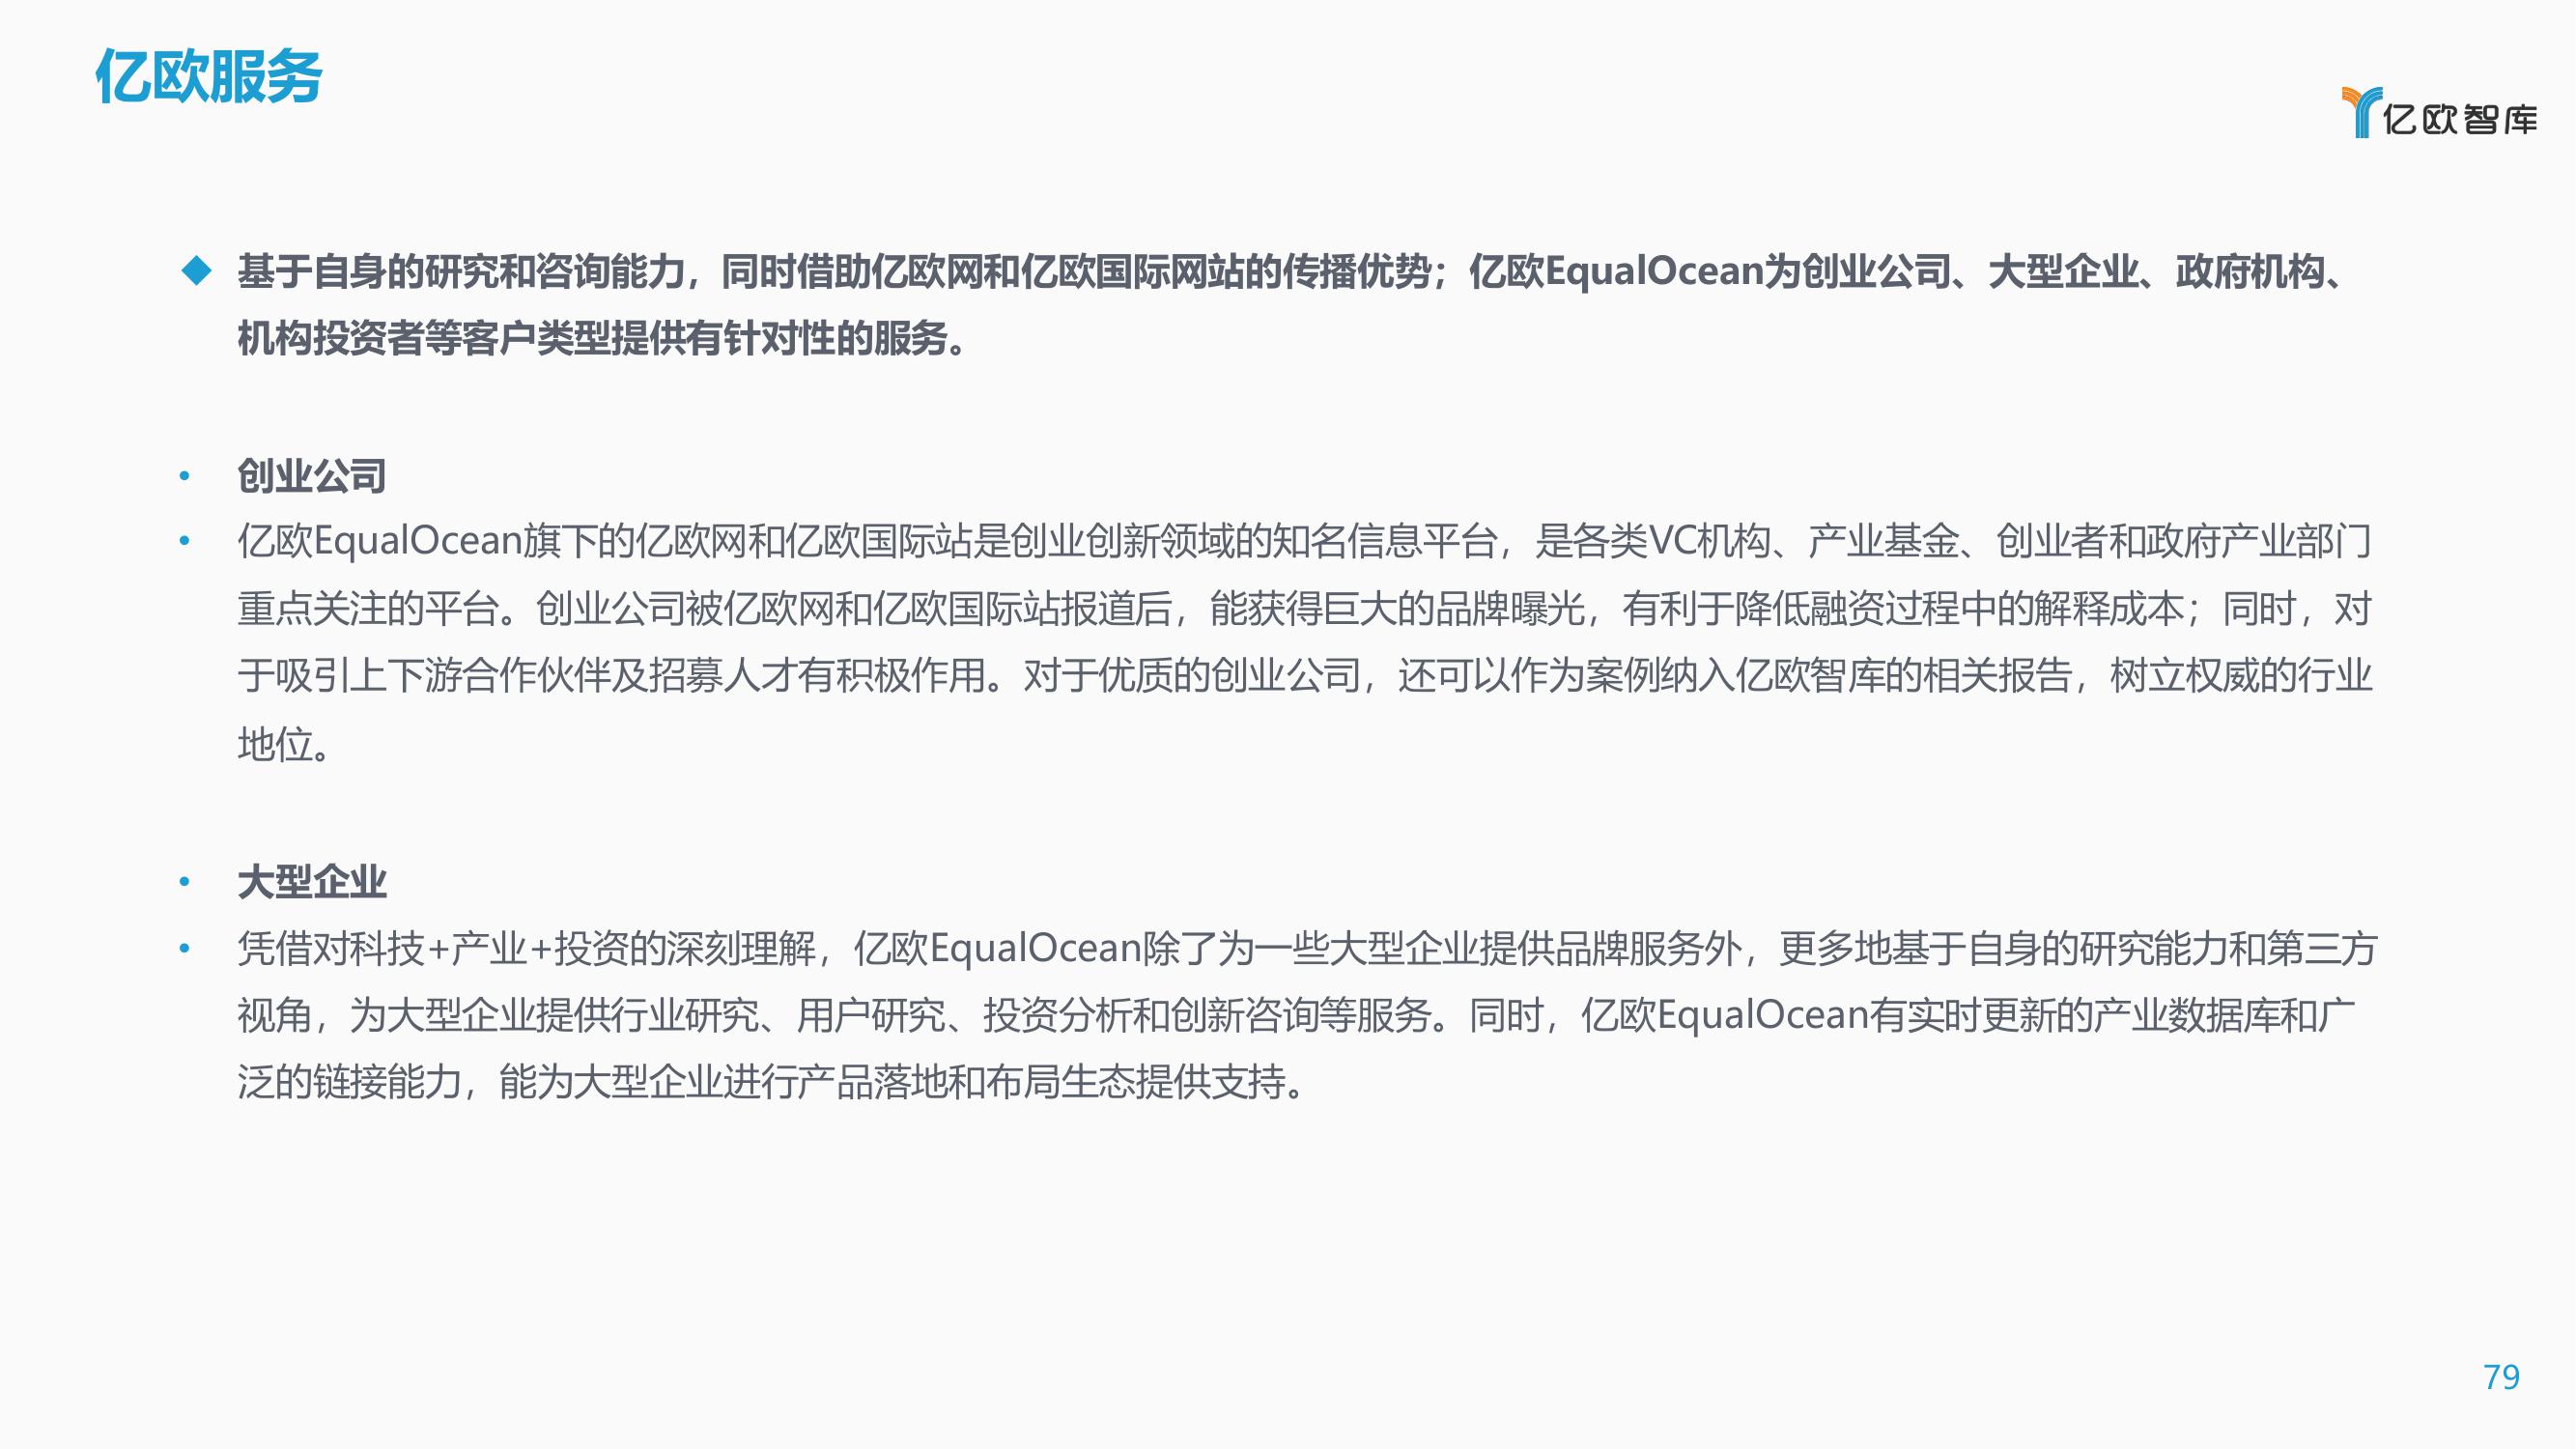 亿欧服务
亿欧智库
◆ 基于自身的研究和咨询能力，同时借助亿欧网和亿欧国际网站的传播优势；亿欧EqualOcean为创业公司、大型企业、政府机构、
机构投资者等客户类型提供有针对性的服务。
• 创业公司
• 亿欧EqualOcean旗下的亿欧网和亿欧国际站是创业创新领域的知名信息平台，是各类VC机构、产业基金、创业者和政府产业部门
重点关注的平台。创业公司被亿欧网和亿欧国际站报道后，能获得巨大的品牌曝光，有利于降低融资过程中的解释成本；同时，对
于吸引上下游合作伙伴及招募人才有积极作用。对于优质的创业公司，还可以作为案例纳入亿欧智库的相关报告，树立权威的行业
地位。
• 大型企业
• 凭借对科技+产业+投资的深刻理解，亿欧EqualOcean除了为一些大型企业提供品牌服务外，更多地基于自身的研究能力和第三方
视角，为大型企业提供行业研究、用户研究、投资分析和创新咨询等服务。同时，亿欧EqualOcean有实时更新的产业数据库和广
泛的链接能力，能为大型企业进行产品落地和布局生态提供支持。
79